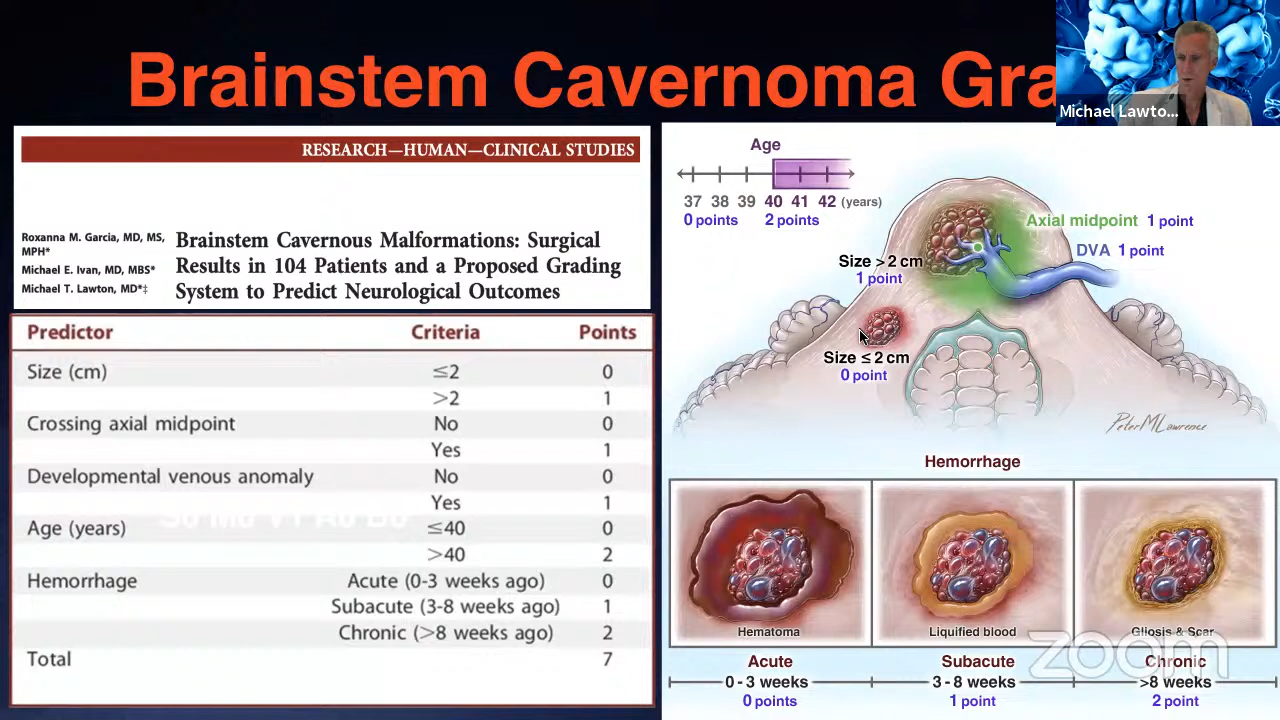 Brainstem Cavernoma Gra
Michael Lawto...
RESEARCH—HUMAN—CLINICAL STUDIES
Roxanna M. Garcia, MD, MS,
MPH*
Michael E. Ivan, MD, MBS*
Michael T. Lawton, MD*‡
Brainstem Cavernous Malformations: Surgical
Results in 104 Patients and a Proposed Grading
System to Predict Neurological Outcomes
Predictor Criteria Points
Size (cm) ≤2 0
>2 1
Crossing axial midpoint No 0
Yes 1
Developmental venous anomaly No 0
Yes 1
Age (years) ≤40 0
>40 2
Hemorrhage Acute (0-3 weeks ago) 0
Subacute (3-8 weeks ago) 1
Chronic (>8 weeks ago) 2
Total 7
Age
37 38 39 40 41 42 (years)
0 points 2 points
Axial midpoint 1 point
DVA 1 point
Size > 2 cm
1 point
Size ≤ 2 cm
0 point
Peter M Lawrence
Hemorrhage
Hematoma Liquified blood Gliosis & Scar
zoom
Acute Subacute Chronic
0 - 3 weeks 3 - 8 weeks >8 weeks
0 points 1 point 2 point